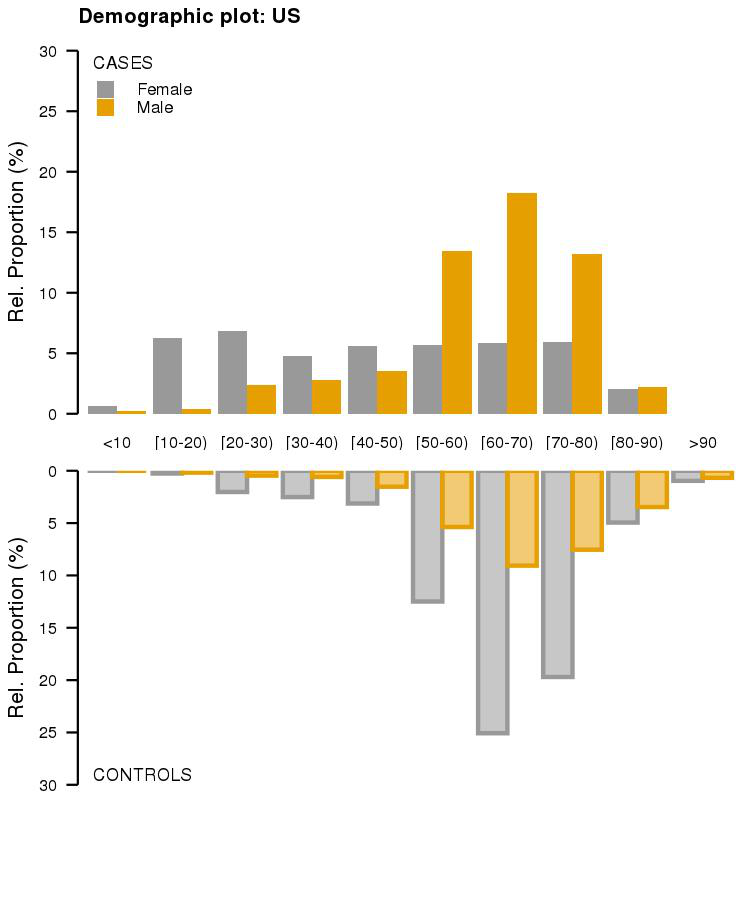 Demographic plot: US
30
CASES
Female
Male
25
20
15
10
5
0
Rel. Proportion (%)
<10 [10-20) [20-30) [30-40) [40-50) [50-60) [60-70) [70-80) [80-90) >90
0
5
10
15
20
25
30
Rel. Proportion (%)
CONTROLS